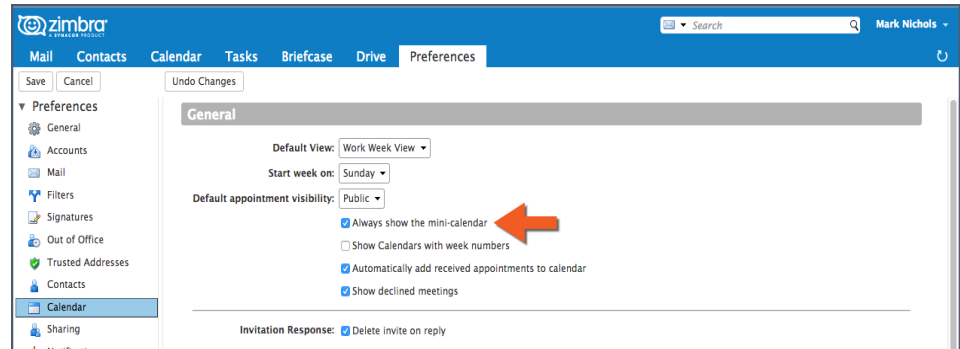 zimbra
A SYNACOR PRODUCT
Search
Mark Nichols
Mail Contacts Calendar Tasks Briefcase Drive Preferences
Save Cancel Undo Changes
Preferences
General
General
Default View: Work Week View
Accounts
Mail
Start week on: Sunday
Filters
Default appointment visibility: Public
Signatures
Always show the mini-calendar
Out of Office
Show Calendars with week numbers
Trusted Addresses
Automatically add received appointments to calendar
Contacts
Show declined meetings
Calendar
Sharing
Invitation Response: Delete invite on reply